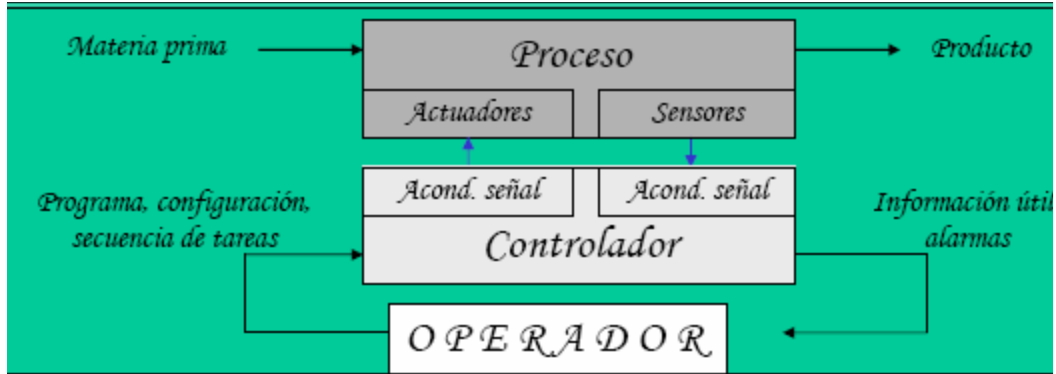 Materia prima
Proceso
Producto
Actuadores
Sensores
Acond. señal
Acond. señal
Programa, configuración,
secuencia de tareas
Información útil
alarmas
Controlador
OPERADOR